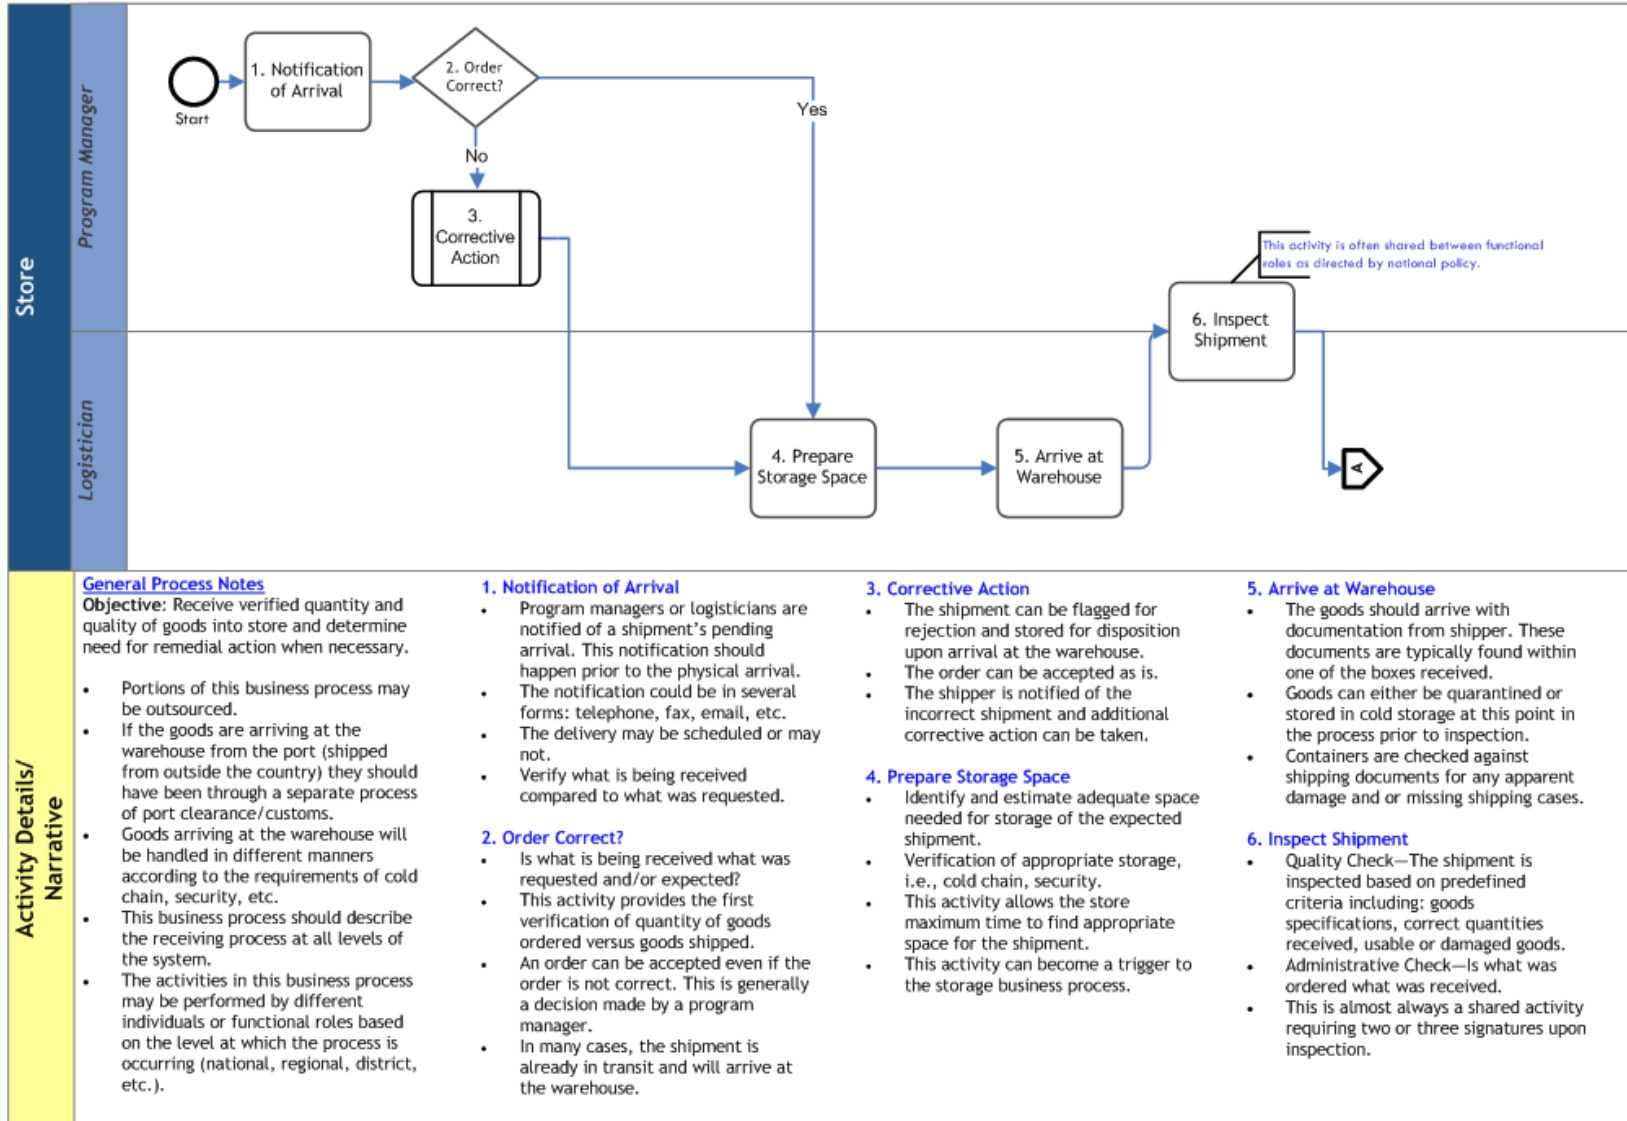 Store
Program Manager
Logistician
Start
1. Notification
of Arrival
2. Order
Correct?
Yes
No
3.
Corrective
Action
This activity is often shared between functional
roles as directed by national policy.
6. Inspect
Shipment
4. Prepare
Storage Space
5. Arrive at
Warehouse
A
Activity Details/
Narrative
General Process Notes
Objective: Receive verified quantity and
quality of goods into store and determine
need for remedial action when necessary.
• Portions of this business process may
be outsourced.
• If the goods are arriving at the
warehouse from the port (shipped
from outside the country) they should
have been through a separate process
of port clearance/customs.
• Goods arriving at the warehouse will
be handled in different manners
according to the requirements of cold
chain, security, etc.
• This business process should describe
the receiving process at all levels of
the system.
• The activities in this business process
may be performed by different
individuals or functional roles based
on the level at which the process is
occurring (national, regional, district,
etc.).
1. Notification of Arrival
• Program managers or logisticians are
notified of a shipment’s pending
arrival. This notification should
happen prior to the physical arrival.
• The notification could be in several
forms: telephone, fax, email, etc.
• The delivery may be scheduled or may
not.
• Verify what is being received
compared to what was requested.
2. Order Correct?
• Is what is being received what was
requested and/or expected?
• This activity provides the first
verification of quantity of goods
ordered versus goods shipped.
• An order can be accepted even if the
order is not correct. This is generally
a decision made by a program
manager.
• In many cases, the shipment is
already in transit and will arrive at
the warehouse.
3. Corrective Action
• The shipment can be flagged for
rejection and stored for disposition
upon arrival at the warehouse.
• The order can be accepted as is.
• The shipper is notified of the
incorrect shipment and additional
corrective action can be taken.
4. Prepare Storage Space
• Identify and estimate adequate space
needed for storage of the expected
shipment.
• Verification of appropriate storage,
i.e., cold chain, security.
• This activity allows the store
maximum time to find appropriate
space for the shipment.
• This activity can become a trigger to
the storage business process.
5. Arrive at Warehouse
• The goods should arrive with
documentation from shipper. These
documents are typically found within
one of the boxes received.
• Goods can either be quarantined or
stored in cold storage at this point in
the process prior to inspection.
• Containers are checked against
shipping documents for any apparent
damage and or missing shipping cases.
6. Inspect Shipment
• Quality Check—The shipment is
inspected based on predefined
criteria including: goods
specifications, correct quantities
received, usable or damaged goods.
• Administrative Check—Is what was
ordered what was received.
• This is almost always a shared activity
requiring two or three signatures upon
inspection.